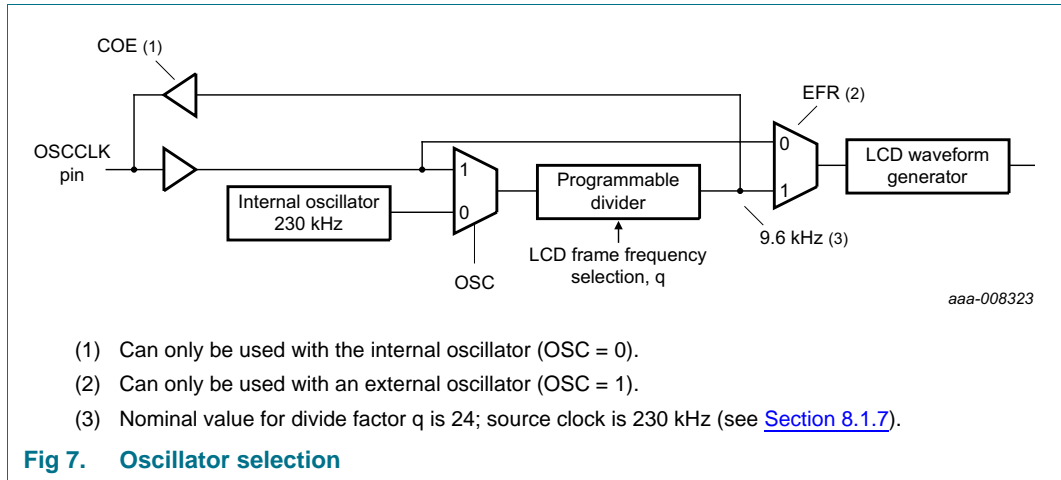 COE (1)
EFR (2)
OSCCLK
pin
0
1
1
0
Internal oscillator
230 kHz
Programmable
divider
LCD waveform
generator
9.6 kHz (3)
LCD frame frequency
selection, q
OSC
aaa-008323
(1) Can only be used with the internal oscillator (OSC = 0).
(2) Can only be used with an external oscillator (OSC = 1).
(3) Nominal value for divide factor q is 24; source clock is 230 kHz (see Section 8.1.7).
Fig 7. Oscillator selection